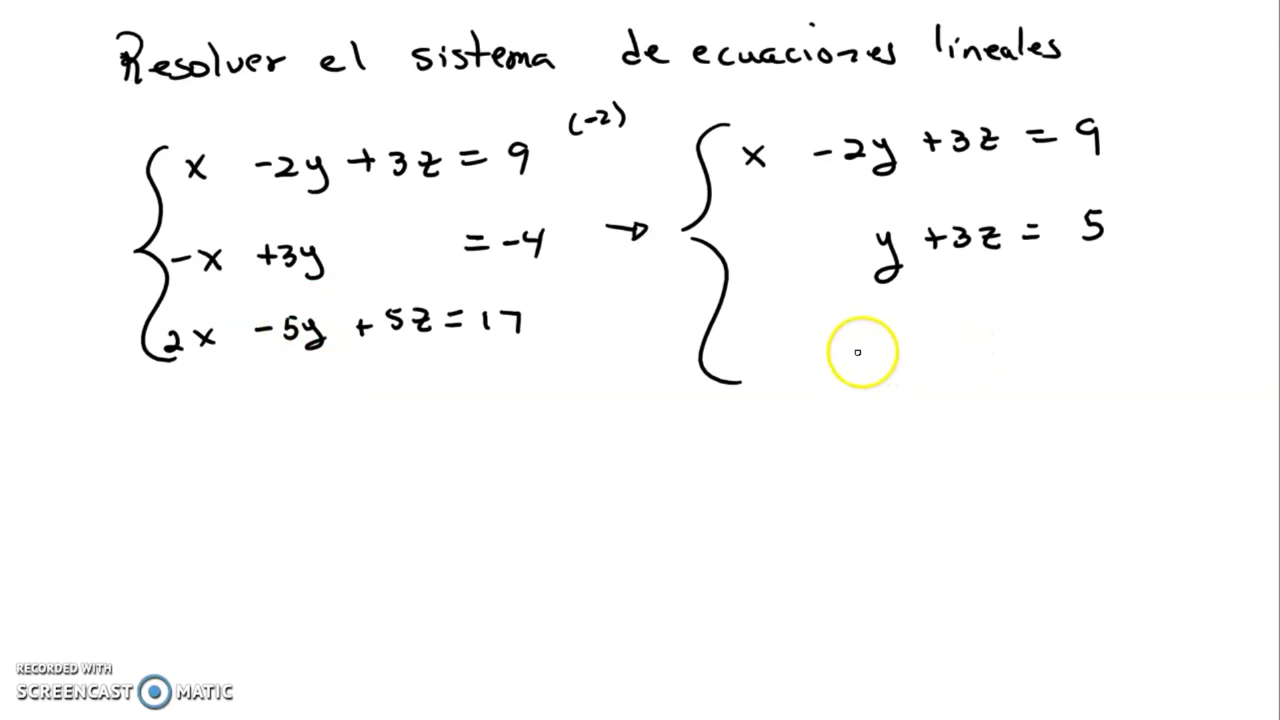 Resolver el sistema de ecuaciones lineales
x -2y +3z = 9 (-2)
-x +3y = -4
2x -5y + 5z = 17
→
x -2y +3z = 9
y +3z = 5
RECORDED WITH
SCREENCAST MATIC